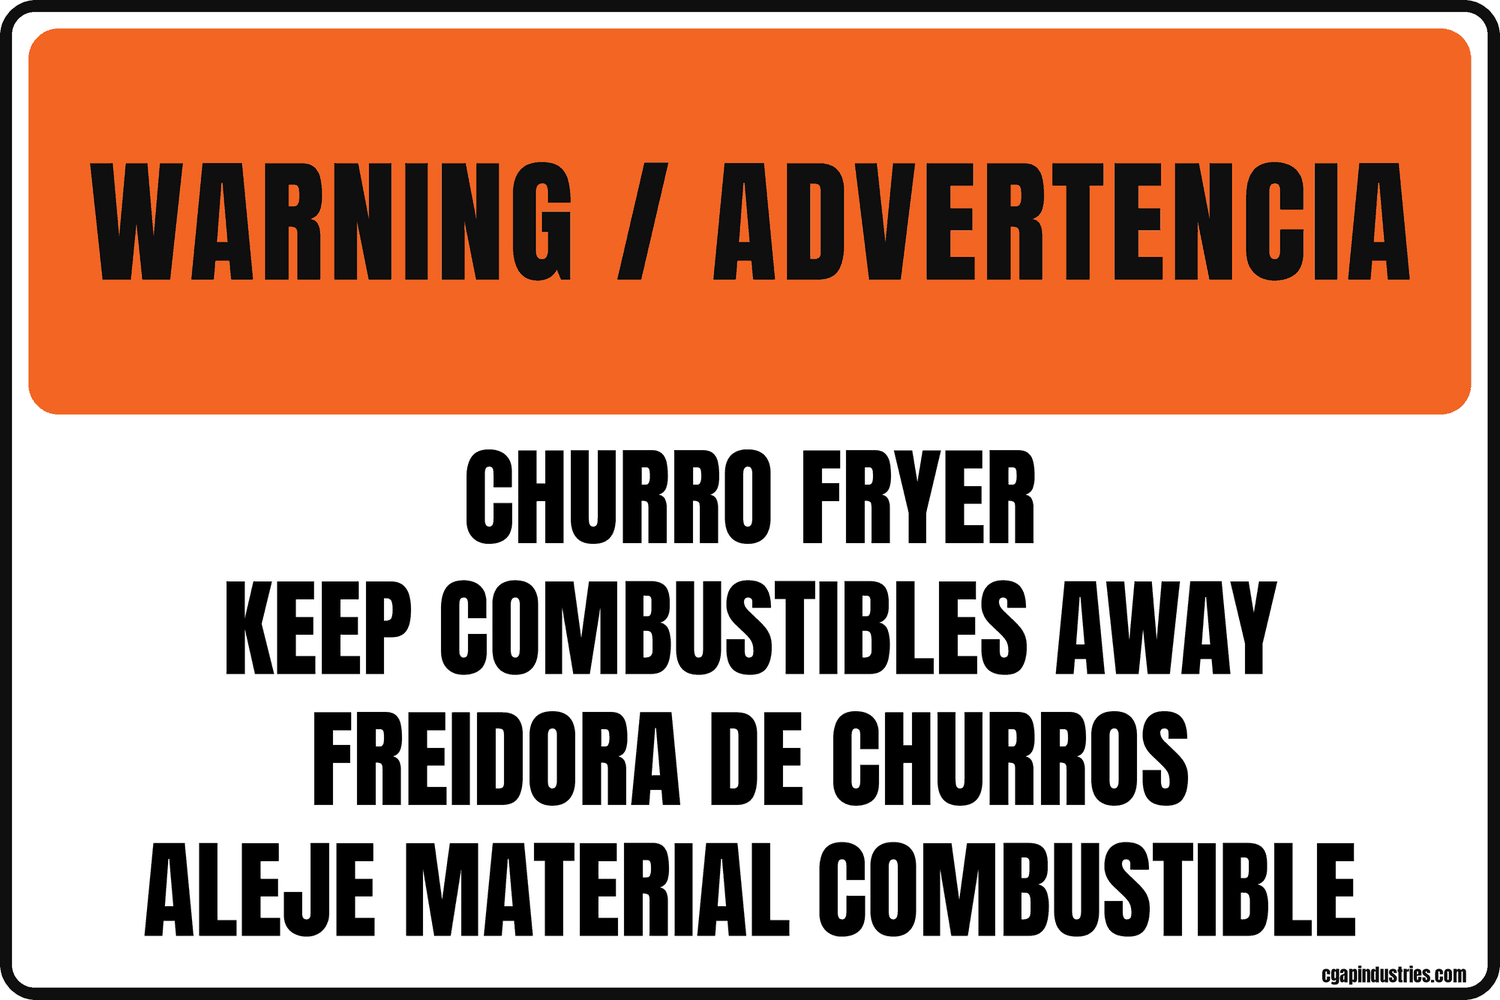 WARNING / ADVERTENCIA
CHURRO FRYER
KEEP COMBUSTIBLES AWAY
FREIDORA DE CHURROS
ALEJE MATERIAL COMBUSTIBLE
cgapindustries.com